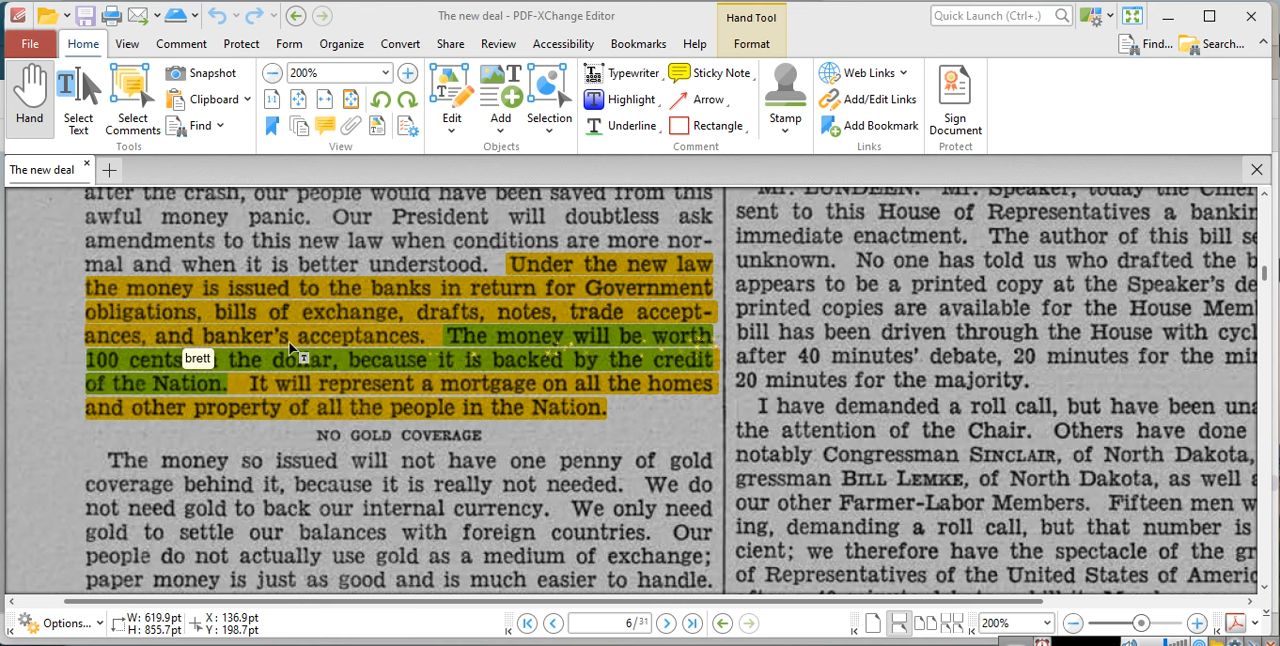 The new deal - PDF-XChange Editor
Hand Tool
Quick Launch (Ctrl+.)
File
Home
View
Comment
Protect
Form
Organize
Convert
Share
Review
Accessibility
Bookmarks
Help
Format
Find...
Search...
Hand
Select Text
Select Comments
Snapshot
Clipboard
Find
Tools
200%
View
Edit
Add
Selection
Objects
Typewriter
Highlight
Underline
Sticky Note
Arrow
Rectangle
Stamp
Comment
Web Links
Add/Edit Links
Add Bookmark
Links
Sign Document
Protect
The new deal
after the crash, our people would have been saved from this
awful money panic. Our President will doubtless ask
amendments to this new law when conditions are more nor-
mal and when it is better understood. Under the new law
the money is issued to the banks in return for Government
obligations, bills of exchange, drafts, notes, trade accept-
ances, and banker's acceptances. The money will be worth
100 cents the dollar, because it is backed by the credit
brett
of the Nation. It will represent a mortgage on all the homes
and other property of all the people in the Nation.
NO GOLD COVERAGE
The money so issued will not have one penny of gold
coverage behind it, because it is really not needed. We do
not need gold to back our internal currency. We only need
gold to settle our balances with foreign countries. Our
people do not actually use gold as a medium of exchange;
paper money is just as good and is much easier to handle.
Mr. LUNDEEN. Mr. Speaker, today the Chief
sent to this House of Representatives a bankin
immediate enactment. The author of this bill se
unknown. No one has told us who drafted the b
appears to be a printed copy at the Speaker's de
printed copies are available for the House Mem
bill has been driven through the House with cycl
after 40 minutes' debate, 20 minutes for the mi
20 minutes for the majority.
I have demanded a roll call, but have been una
the attention of the Chair. Others have done
notably Congressman SINCLAIR, of North Dakota,
gressman BILL LEMKE, of North Dakota, as well a
our other Farmer-Labor Members. Fifteen men w
ing, demanding a roll call, but that number is
cient; we therefore have the spectacle of the gr
of Representatives of the United States of Americ
Options...
W: 619.9pt
H: 855.7pt
X: 136.9pt
Y: 198.7pt
6/31
200%